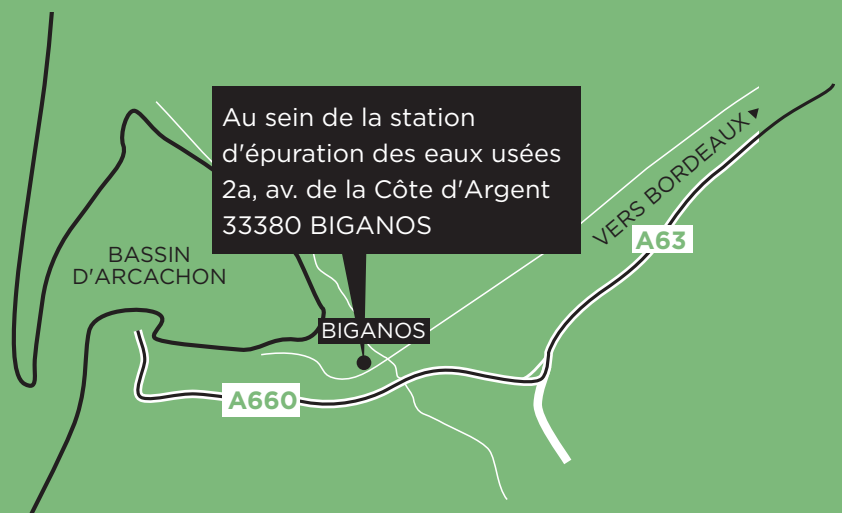 Au sein de la station
d'épuration des eaux usées
2a, av. de la Côte d'Argent
33380 BIGANOS
VERS BORDEAUX
A63
BASSIN
D'ARCACHON
BIGANOS
A660